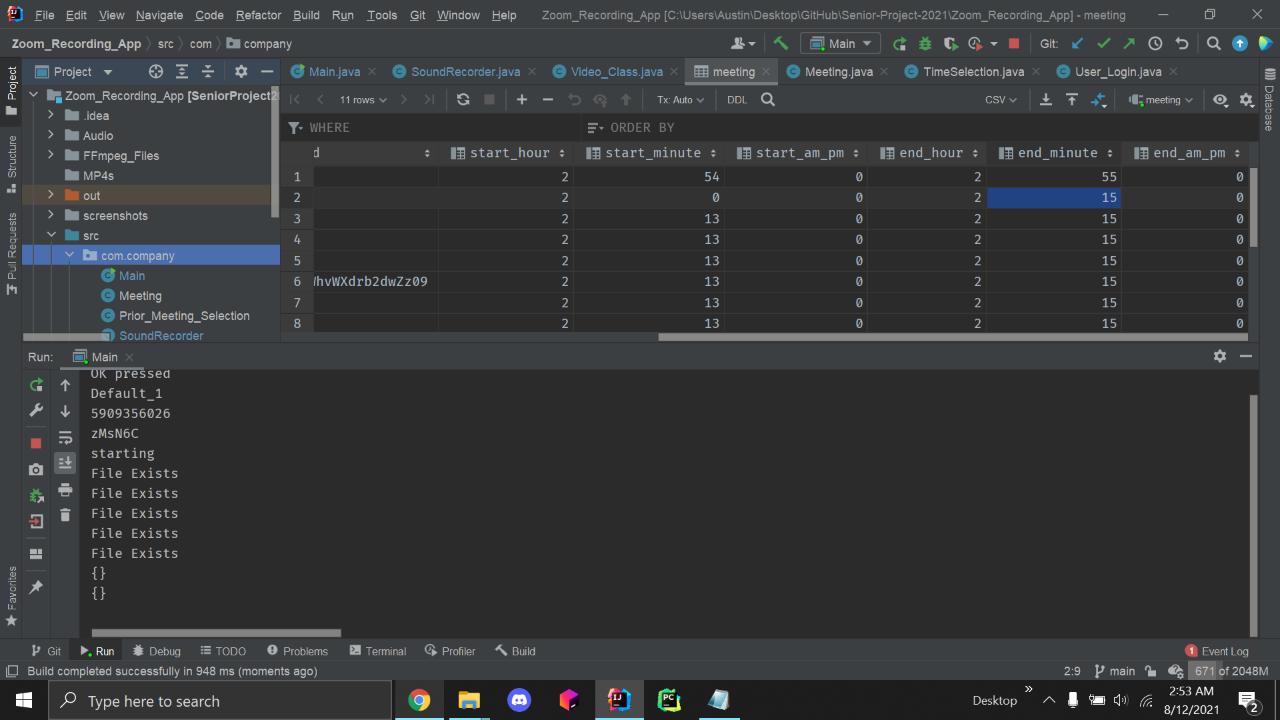 File Edit View Navigate Code Refactor Build Run Tools Git Window Help Zoom_Recording_App [C:\Users\Austin\Desktop\GitHub\Senior-Project-2021\Zoom_Recording_App] - meeting
Zoom_Recording_App src com company Main Git:
Project Main.java SoundRecorder.java Video_Class.java meeting Meeting.java TimeSelection.java User_Login.java
Zoom_Recording_App [SeniorProject2 11 rows Tx: Auto DDL CSV meeting
.idea
Audio WHERE ORDER BY
FFmpeg_Files d start_hour start_minute start_am_pm end_hour end_minute end_am_pm
MP4s 1 2 54 0 2 55 0
out 2 2 0 0 2 15 0
screenshots 3 2 13 0 2 15 0
src 4 2 13 0 2 15 0
com.company 5 2 13 0 2 15 0
Main 6 WhvWXdrb2dwZz09 2 13 0 2 15 0
Meeting 7 2 13 0 2 15 0
Prior_Meeting_Selection 8 2 13 0 2 15 0
SoundRecorder
Project
Structure
Pull Requests
Favorites
Database
Run: Main
OK pressed
Default_1
5909356026
zMsN6C
starting
File Exists
File Exists
File Exists
File Exists
File Exists
{}
{}
Git Run Debug TODO Problems Terminal Profiler Build 1 Event Log
Build completed successfully in 948 ms (moments ago) 2:9 main 671 of 2048M
Type here to search Desktop » 2:53 AM
8/12/2021 2